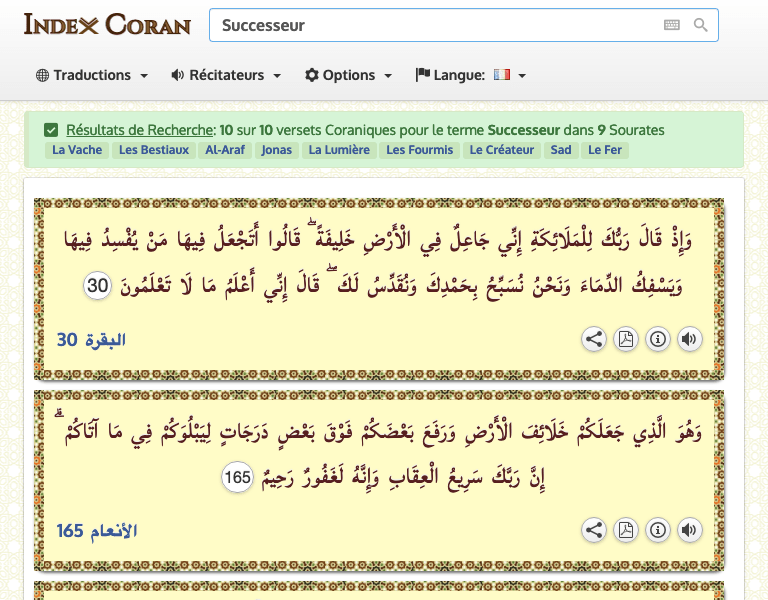 INDEX CORAN
Successeur
Traductions Récitateurs Options Langue:
Résultats de Recherche: 10 sur 10 versets Coraniques pour le terme Successeur dans 9 Sourates
La Vache Les Bestiaux Al-Araf Jonas La Lumière Les Fourmis Le Créateur Sad Le Fer
وَإِذْ قَالَ رَبُّكَ لِلْمَلَائِكَةِ إِنِّي جَاعِلٌ فِي الْأَرْضِ خَلِيفَةً ۖ قَالُوا أَتَجْعَلُ فِيهَا مَنْ يُفْسِدُ فِيهَا
وَيَسْفِكُ الدِّمَاءَ وَنَحْنُ نُسَبِّحُ بِحَمْدِكَ وَنُقَدِّسُ لَكَ ۖ قَالَ إِنِّي أَعْلَمُ مَا لَا تَعْلَمُونَ 30
البقرة 30
وَهُوَ الَّذِي جَعَلَكُمْ خَلَائِفَ الْأَرْضِ وَرَفَعَ بَعْضَكُمْ فَوْقَ بَعْضٍ دَرَجَاتٍ لِيَبْلُوَكُمْ فِي مَا آتَاكُمْ ۗ
إِنَّ رَبَّكَ سَرِيعُ الْعِقَابِ وَإِنَّهُ لَغَفُورٌ رَحِيمٌ 165
الأنعام 165